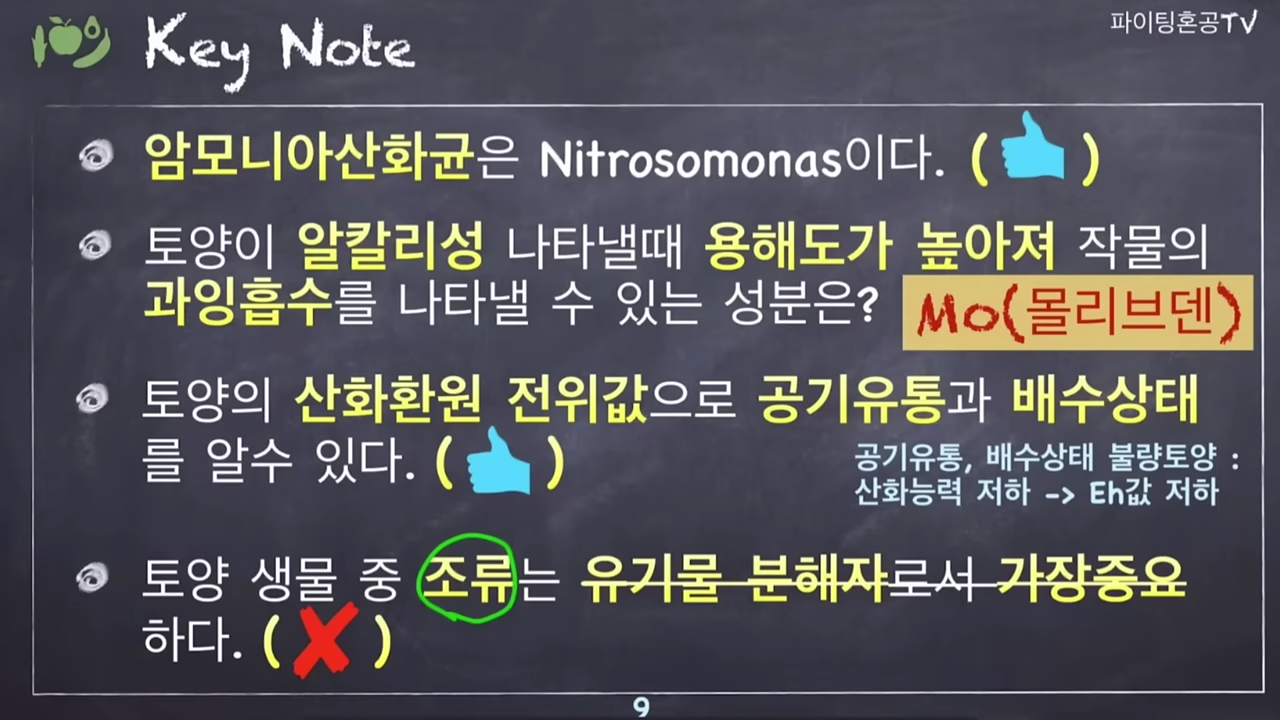 Key Note
파이팅혼공TV
암모니아산화균은 Nitrosomonas이다. ( )
토양이 알칼리성 나타낼때 용해도가 높아져 작물의
과잉흡수를 나타낼 수 있는 성분은? Mo(몰리브덴)
토양의 산화환원 전위값으로 공기유통과 배수상태
를 알수 있다. ( )
공기유통, 배수상태 불량토양 :
산화능력 저하 -> Eh값 저하
토양 생물 중 조류는 유기물 분해자로서 가장중요
하다. ( )
9